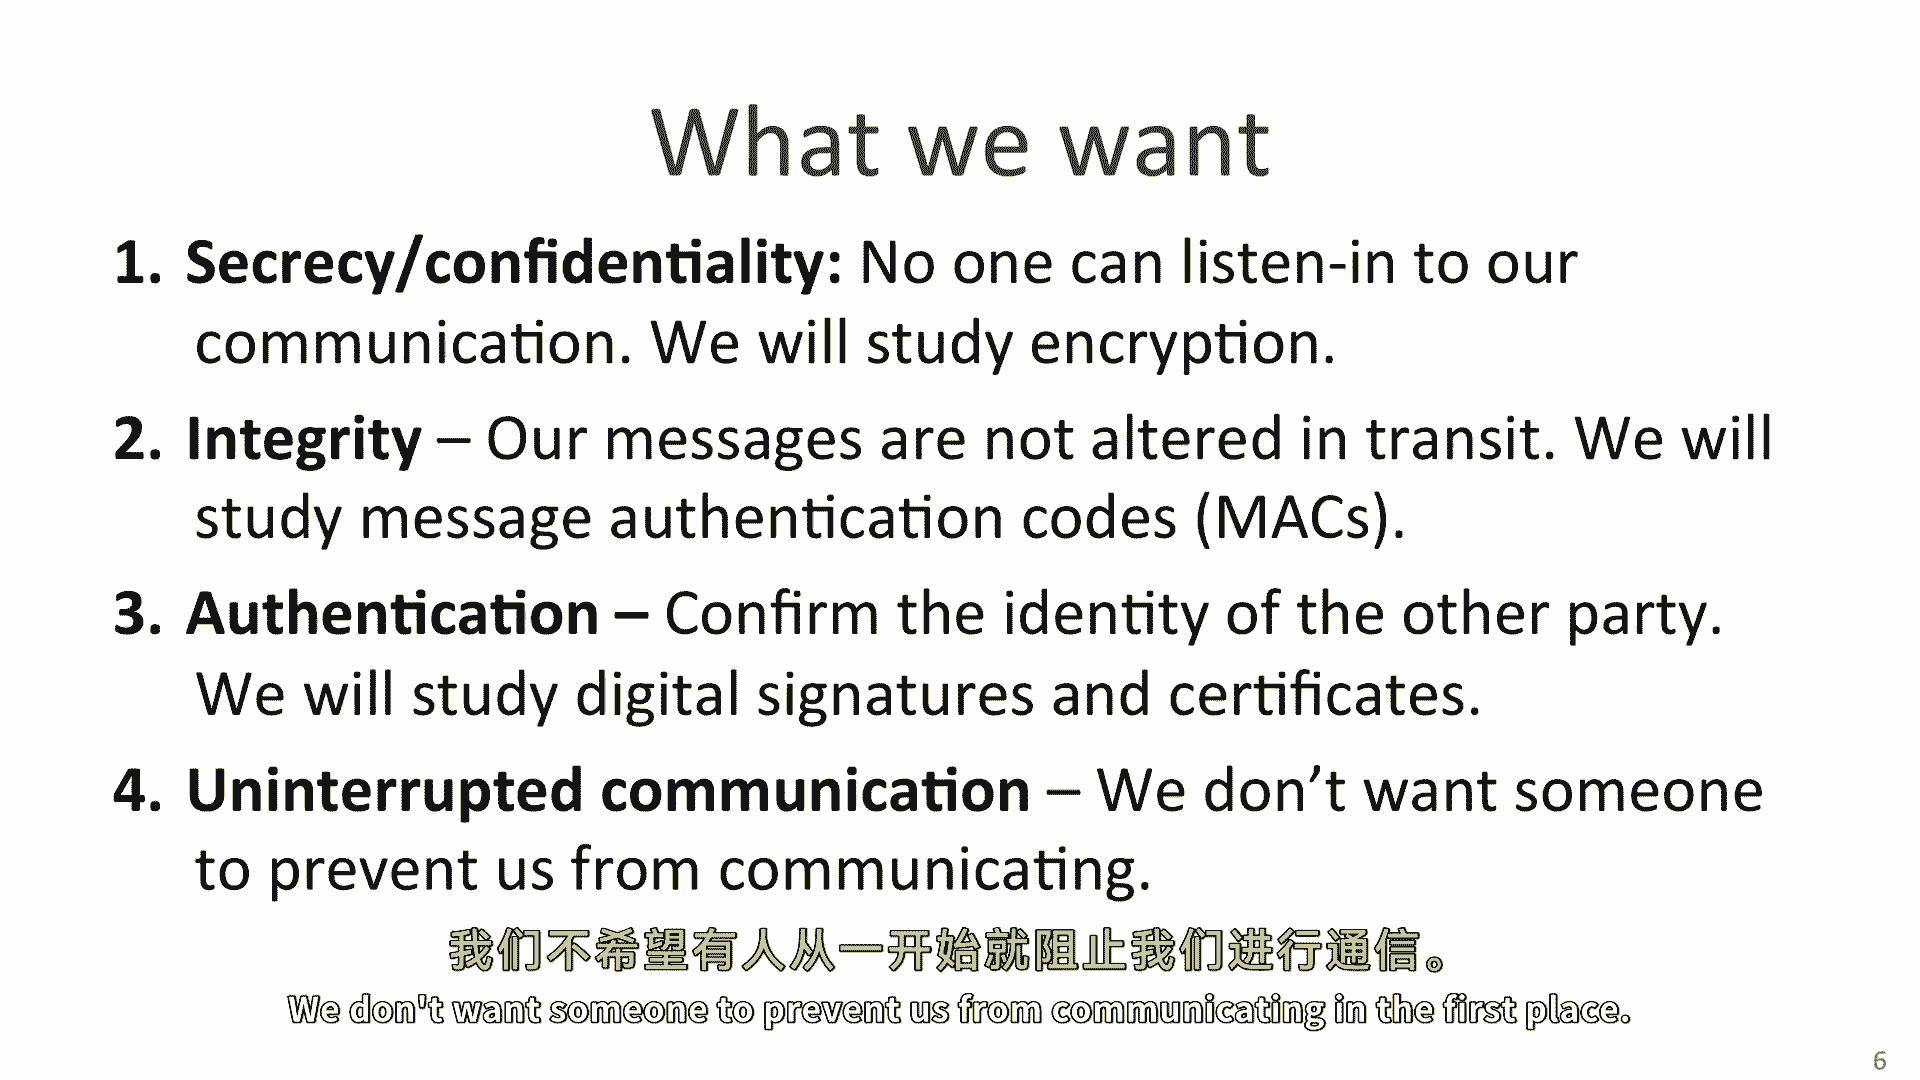 What we want
1. Secrecy/confidentiality: No one can listen-in to our
communication. We will study encryption.
2. Integrity – Our messages are not altered in transit. We will
study message authentication codes (MACs).
3. Authentication – Confirm the identity of the other party.
We will study digital signatures and certificates.
4. Uninterrupted communication – We don’t want someone
to prevent us from communicating.
我们不希望有人从一开始就阻止我们进行通信。
We don't want someone to prevent us from communicating in the first place.
6